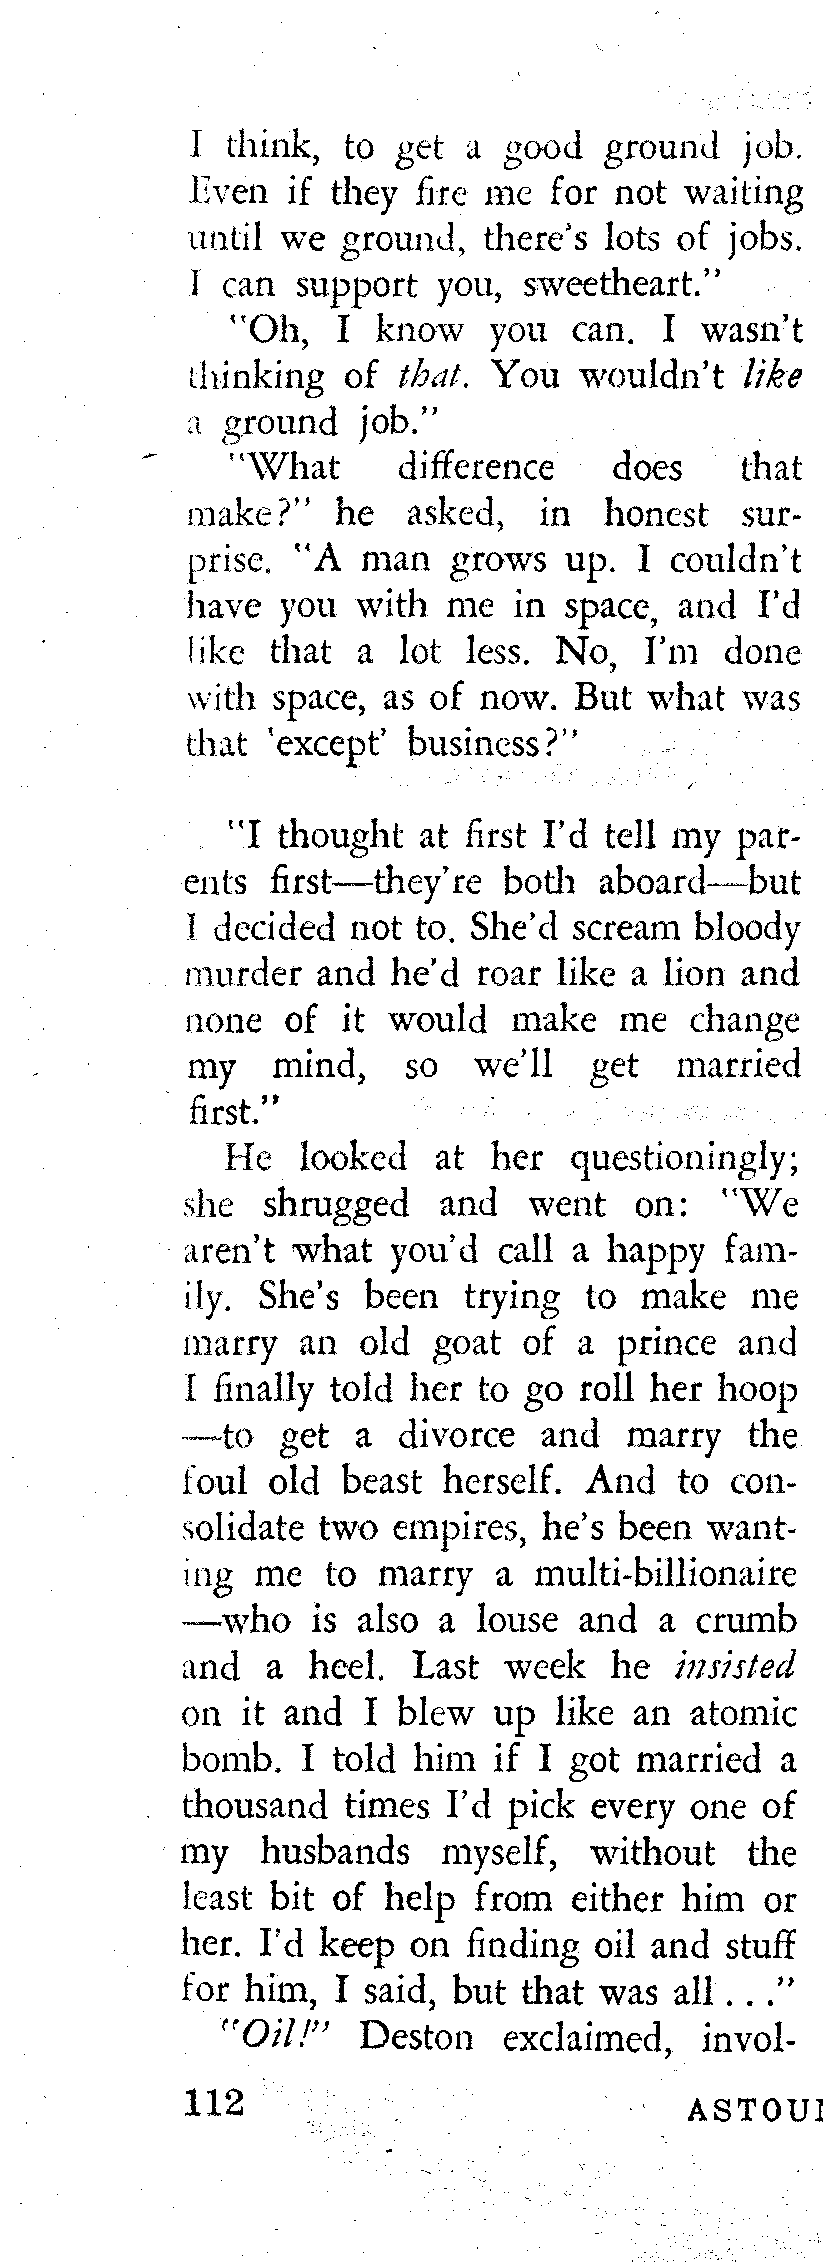 I think, to get a good ground job.
Even if they fire me for not waiting
until we ground, there's lots of jobs.
I can support you, sweetheart."
"Oh, I know you can. I wasn't
thinking of that. You wouldn't like
a ground job."
"What difference does that
make?" he asked, in honest sur-
prise. "A man grows up. I couldn't
have you with me in space, and I'd
like that a lot less. No, I'm done
with space, as of now. But what was
that 'except' business?"
"I thought at first I'd tell my par-
ents first—they're both aboard—but
I decided not to. She'd scream bloody
murder and he'd roar like a lion and
none of it would make me change
my mind, so we'll get married
first."
He looked at her questioningly;
she shrugged and went on: "We
aren't what you'd call a happy fam-
ily. She's been trying to make me
marry an old goat of a prince and
I finally told her to go roll her hoop
—to get a divorce and marry the
foul old beast herself. And to con-
solidate two empires, he's been want-
ing me to marry a multi-billionaire
—who is also a louse and a crumb
and a heel. Last week he insisted
on it and I blew up like an atomic
bomb. I told him if I got married a
thousand times I'd pick every one of
my husbands myself, without the
least bit of help from either him or
her. I'd keep on finding oil and stuff
for him, I said, but that was all . . ."
"Oil!" Deston exclaimed, invol-
112 ASTOU